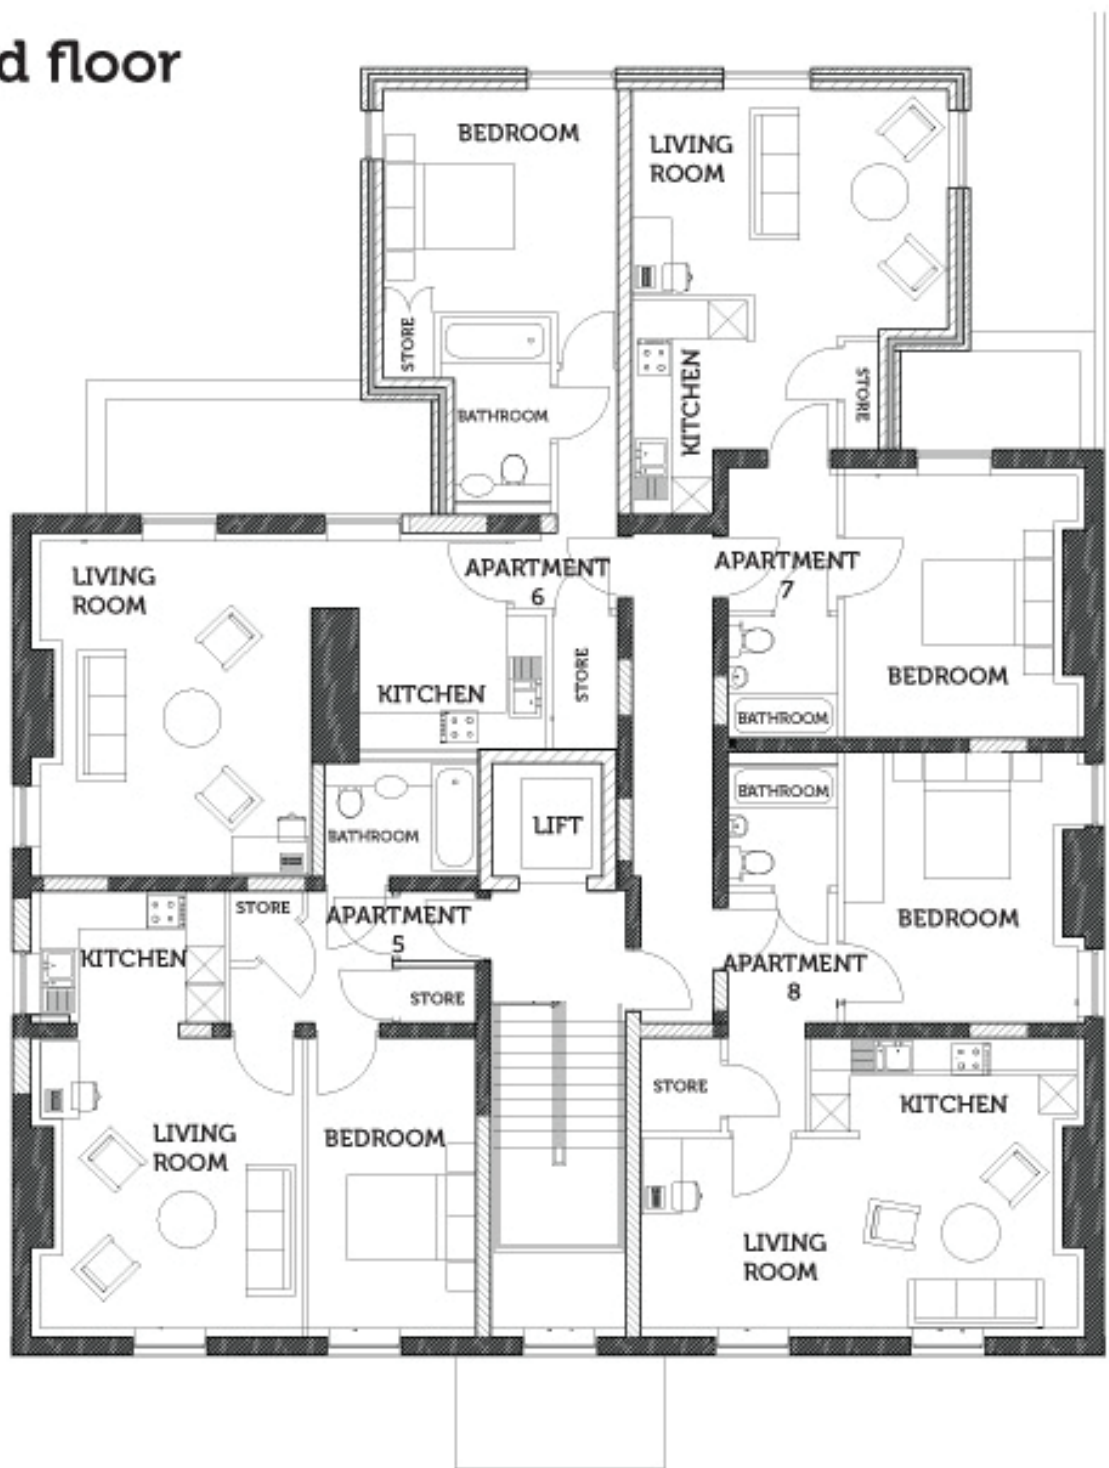 d floor
BEDROOM
LIVING
ROOM
STORE
KITCHEN
STORE
BATHROOM
LIVING
ROOM
APARTMENT
6
APARTMENT
7
STORE
KITCHEN
BEDROOM
BATHROOM
BATHROOM
LIFT
BATHROOM
STORE
APARTMENT
5
BEDROOM
KITCHEN
STORE
APARTMENT
8
STORE
KITCHEN
LIVING
ROOM
BEDROOM
LIVING
ROOM